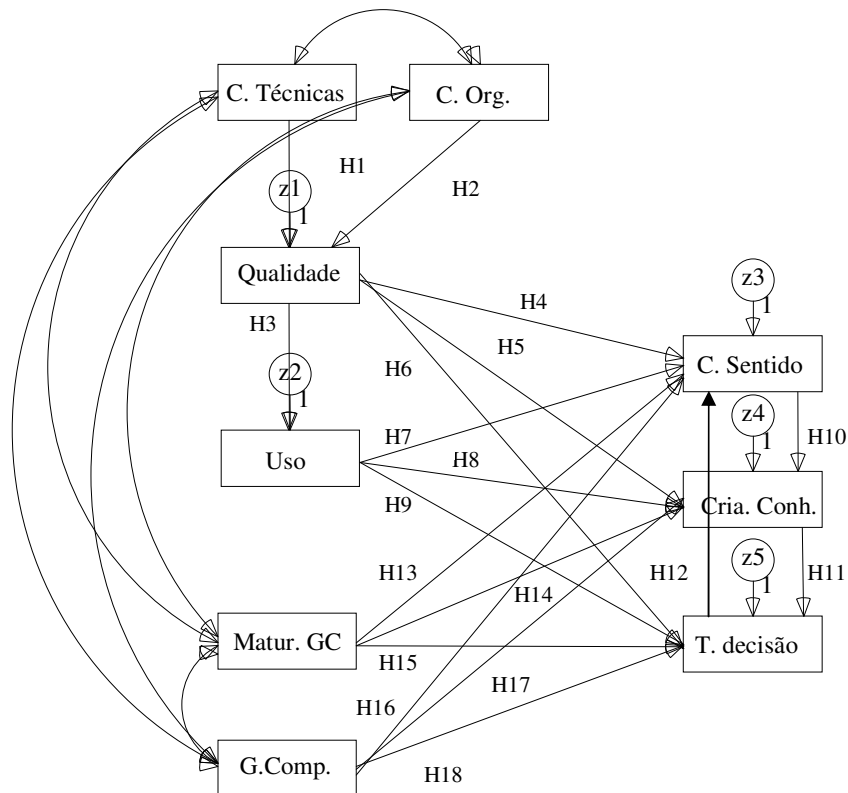 C. Técnicas
C. Org.
z1
H1
H2
1
Qualidade
z3
H4
1
H3
H5
H6
z2
C. Sentido
1
z4
H7
H10
Uso
H8
1
H9
Cria. Conh.
z5
H13
H12
H11
H14
1
Matur. GC
H15
T. decisão
H17
H16
G.Comp.
H18